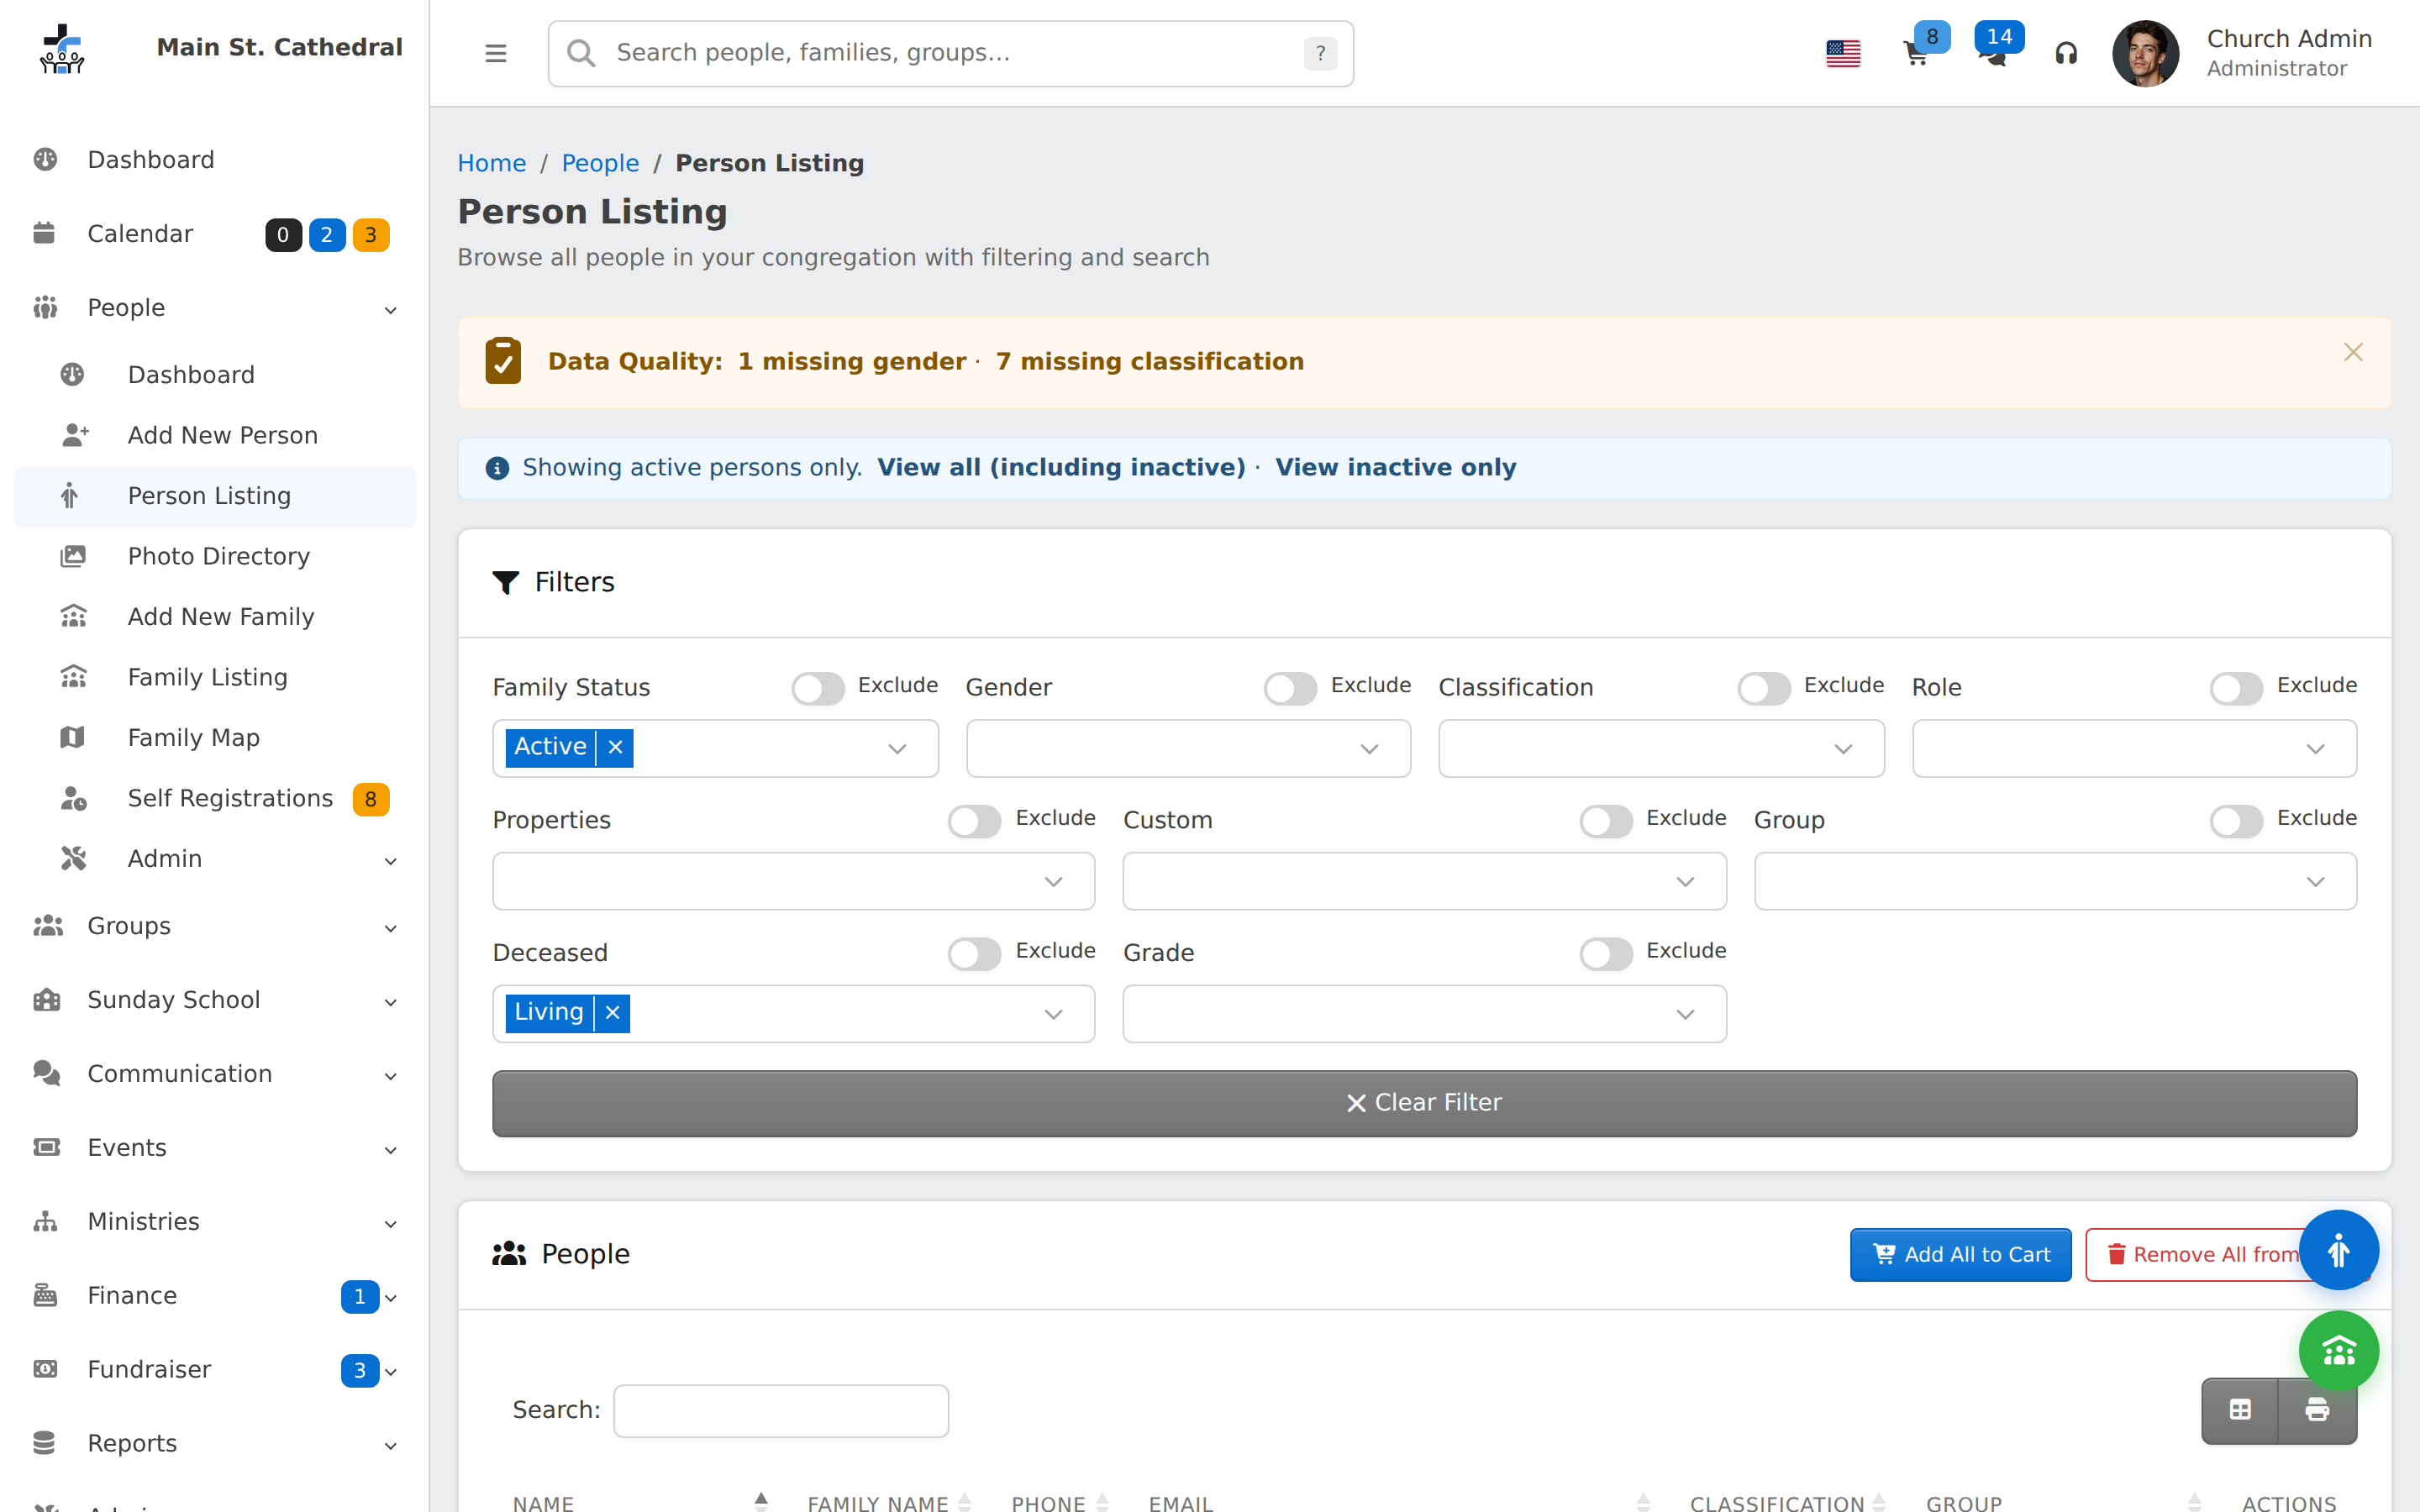 Main St. Cathedral
Search people, families, groups...
?
8
14
Church Admin
Administrator
Dashboard
Calendar 0 2 3
People
Dashboard
Add New Person
Person Listing
Photo Directory
Add New Family
Family Listing
Family Map
Self Registrations 8
Admin
Groups
Sunday School
Communication
Events
Ministries
Finance 1
Fundraiser 3
Reports
Home / People / Person Listing
Person Listing
Browse all people in your congregation with filtering and search
Data Quality: 1 missing gender · 7 missing classification
Showing active persons only. View all (including inactive) · View inactive only
Filters
Family Status Exclude Gender Exclude Classification Exclude Role Exclude
Active ×
Properties Exclude Custom Exclude Group Exclude
Deceased Exclude Grade Exclude
Living ×
Clear Filter
People
Add All to Cart
Remove All from
Search:
NAME FAMILY NAME PHONE EMAIL CLASSIFICATION GROUP ACTIONS